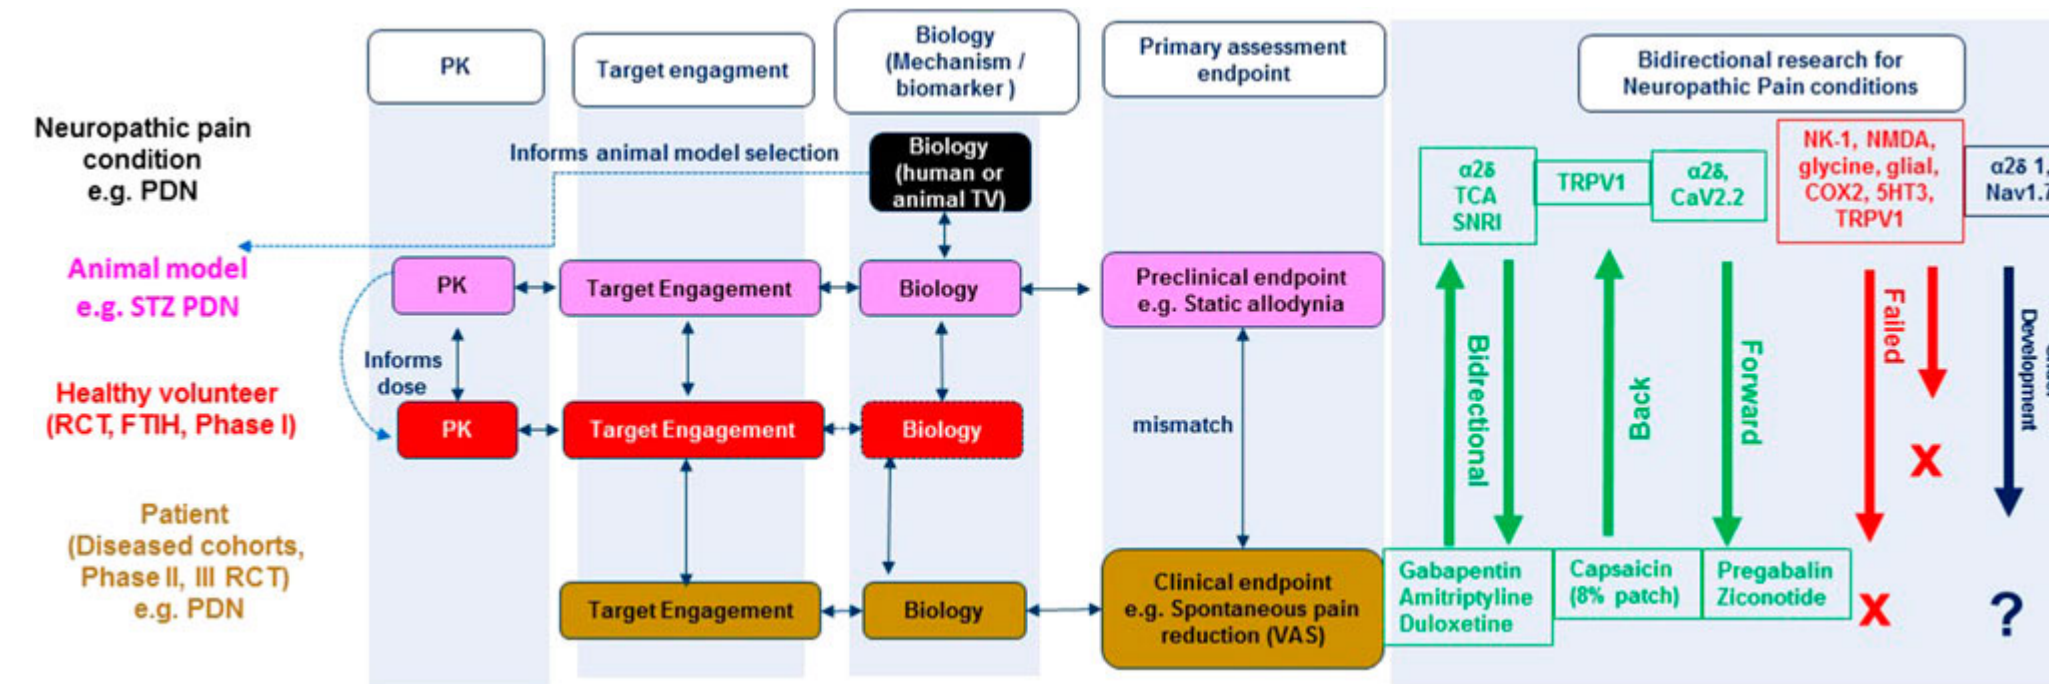 PK
Target engagment
Biology
(Mechanism /
biomarker )
Primary assessment
endpoint
Bidirectional research for
Neuropathic Pain conditions
Neuropathic pain
condition
e.g. PDN
Informs animal model selection
Biology
(human or
animal TV)
α2δ
TCA
SNRI
TRPV1
α2δ,
CaV2.2
NK-1, NMDA,
glycine, glial,
COX2, 5HT3,
TRPV1
α2δ 1,
Nav1.7
Animal model
e.g. STZ PDN
PK
Target Engagement
Biology
Preclinical endpoint
e.g. Static allodynia
Informs
dose
Healthy volunteer
(RCT, FTIH, Phase I)
PK
Target Engagement
Biology
mismatch
Bidrectional
Back
Forward
Failed
X
Development
Patient
(Diseased cohorts,
Phase II, III RCT)
e.g. PDN
Target Engagement
Biology
Clinical endpoint
e.g. Spontaneous pain
reduction (VAS)
Gabapentin
Amitriptyline
Duloxetine
Capsaicin
(8% patch)
Pregabalin
Ziconotide
X
?